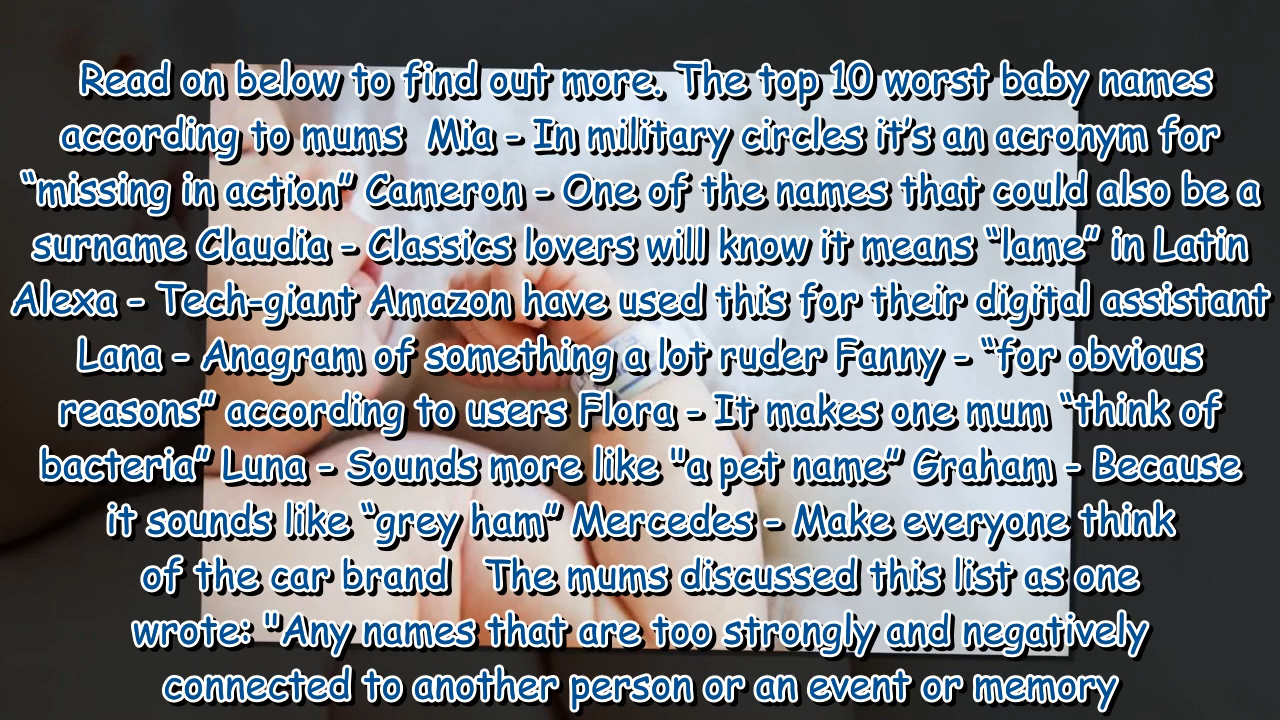 Read on below to find out more. The top 10 worst baby names
according to mums  Mia – In military circles it’s an acronym for
“missing in action” Cameron – One of the names that could also be a
surname Claudia – Classics lovers will know it means “lame” in Latin
Alexa – Tech-giant Amazon have used this for their digital assistant
Lana – Anagram of something a lot ruder Fanny – “for obvious
reasons” according to users Flora – It makes one mum “think of
bacteria” Luna – Sounds more like "a pet name” Graham – Because
it sounds like “grey ham” Mercedes – Make everyone think
of the car brand   The mums discussed this list as one
wrote: "Any names that are too strongly and negatively
connected to another person or an event or memory